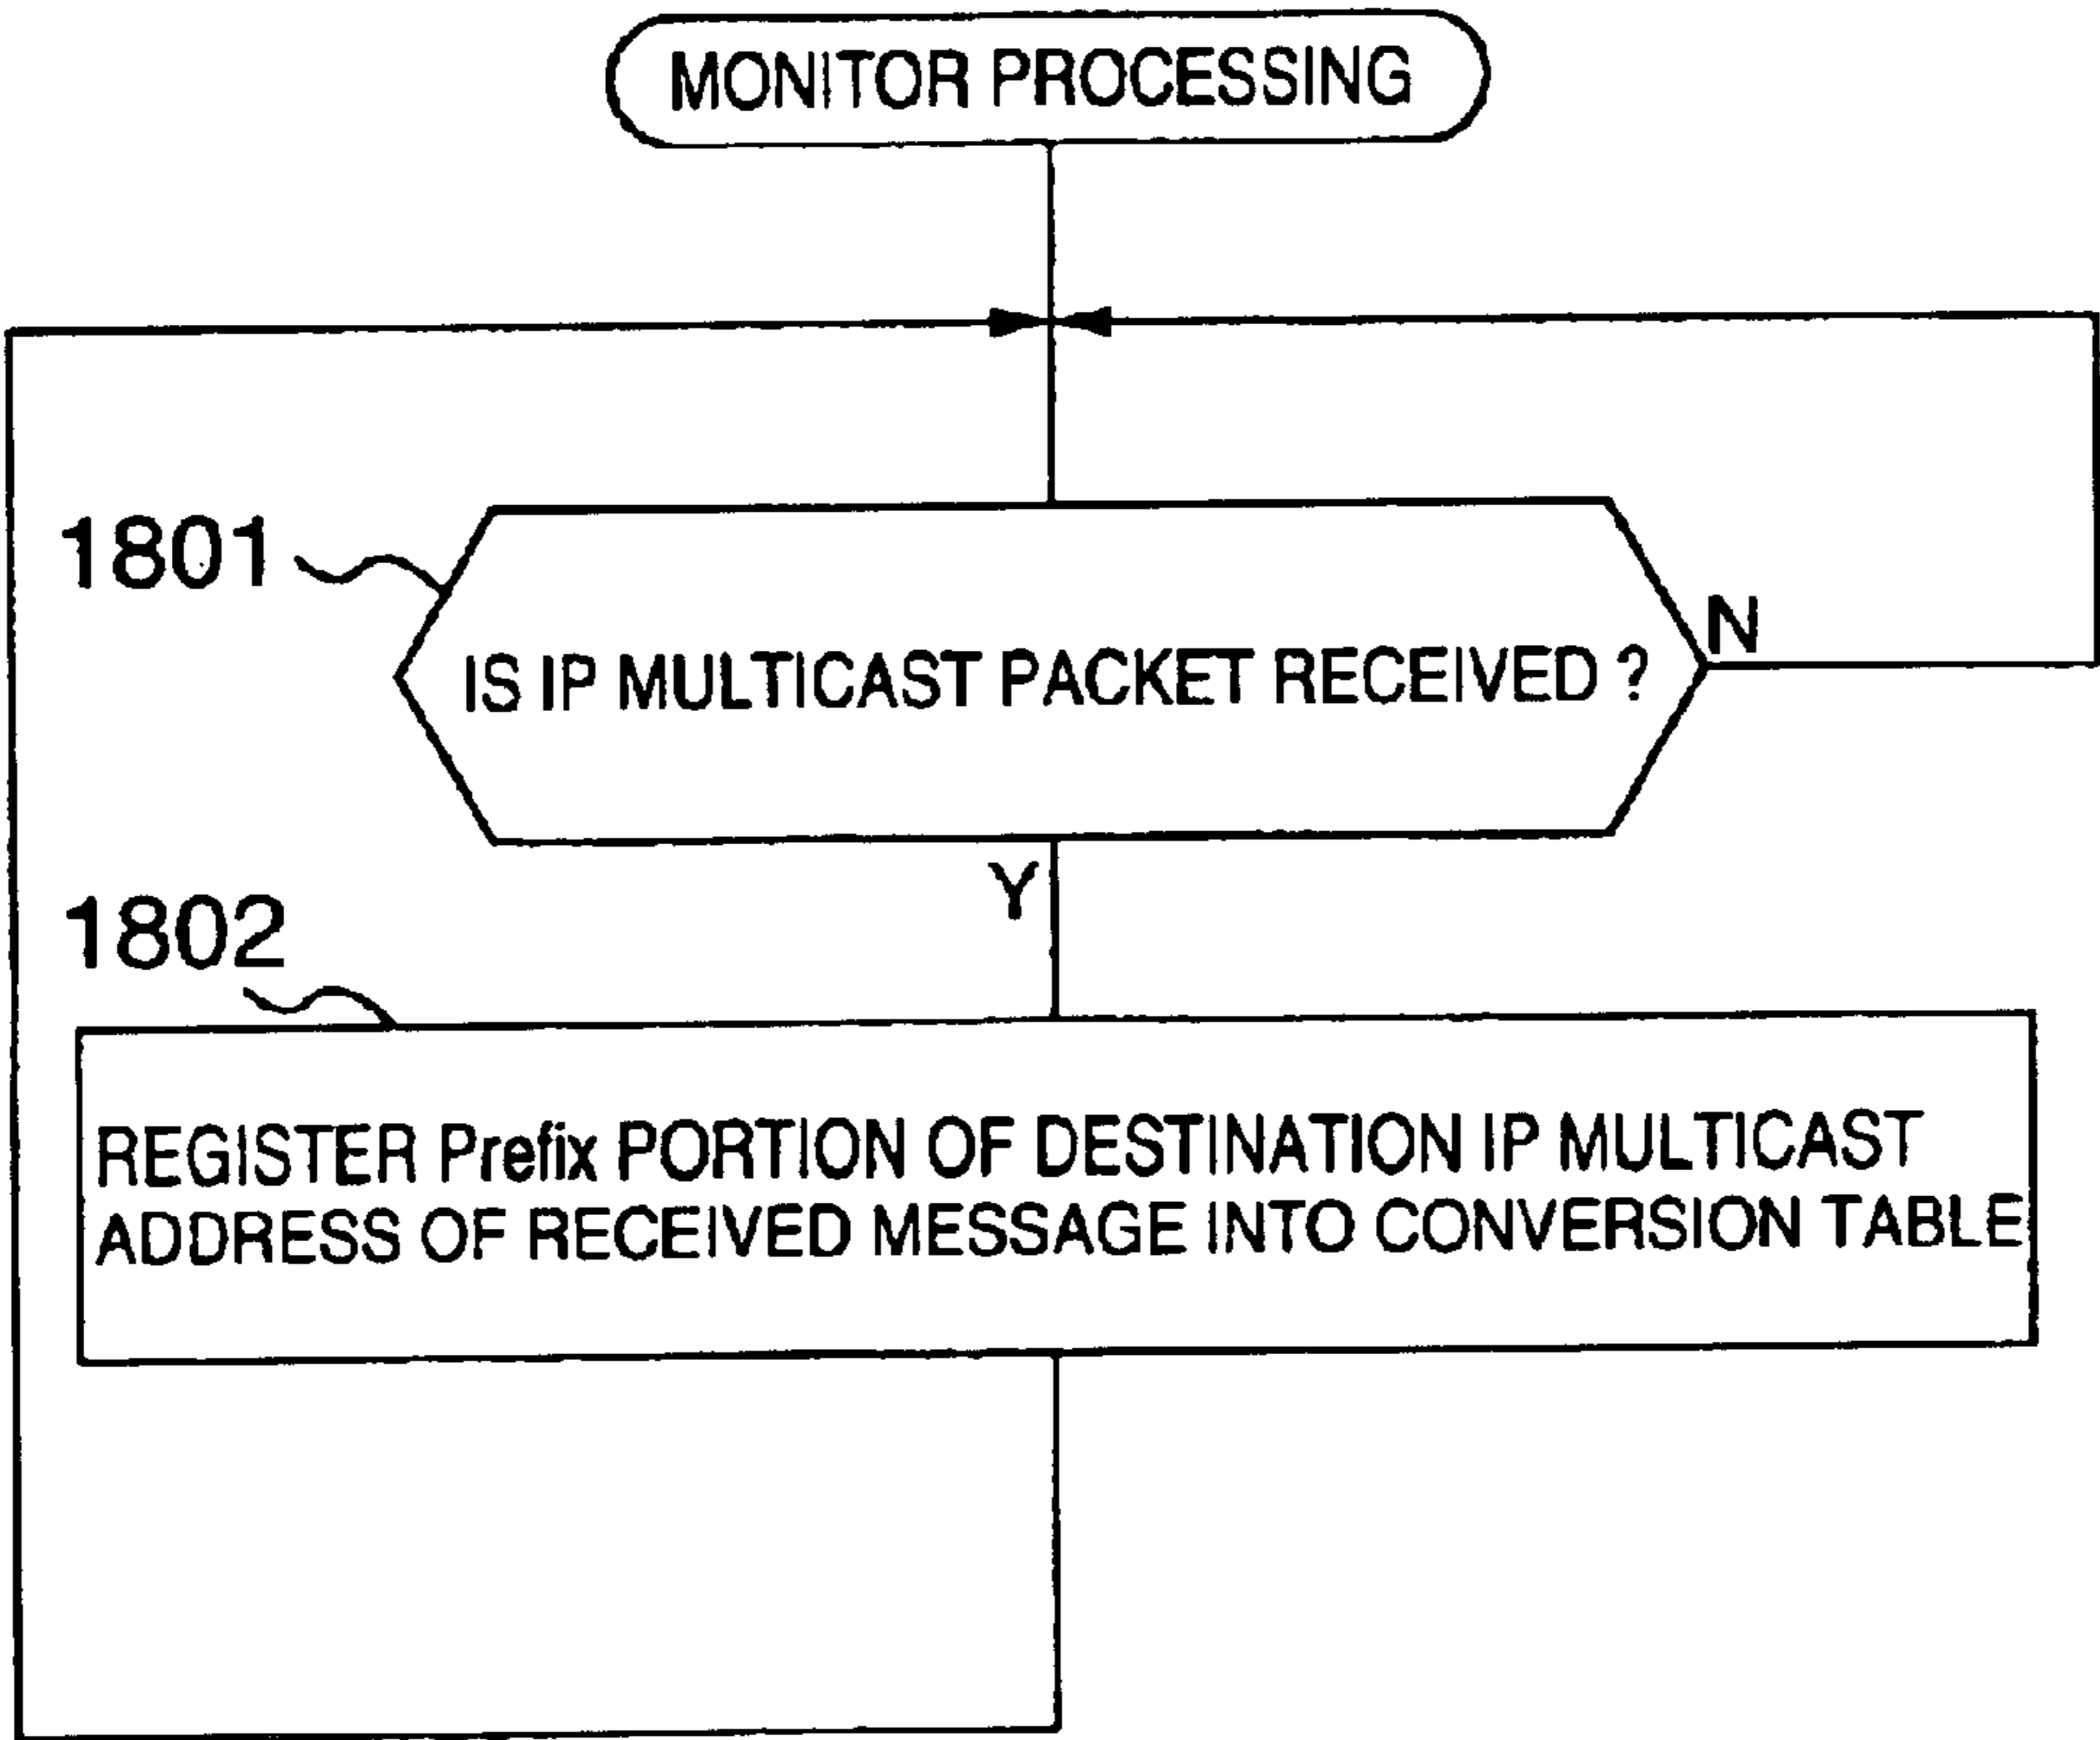 MONITOR PROCESSING
1801
IS IP MULTICAST PACKET RECEIVED ?
N
Y
1802
REGISTER Prefix PORTION OF DESTINATION IP MULTICAST
ADDRESS OF RECEIVED MESSAGE INTO CONVERSION TABLE